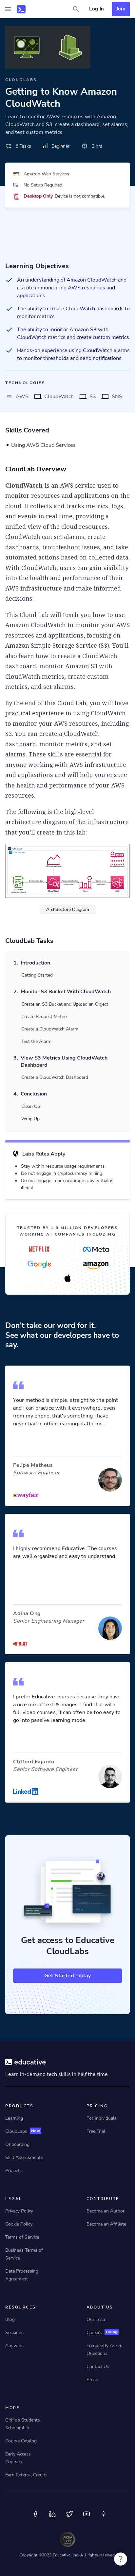 Log In
Join
CLOUDLABS
Getting to Know Amazon
CloudWatch
Learn to monitor AWS resources with Amazon
CloudWatch and S3, create a dashboard, set alarms,
and test custom metrics.
8 Tasks
Beginner
2 hrs
Amazon Web Services
No Setup Required
Desktop Only Device is not compatible.
Learning Objectives
An understanding of Amazon CloudWatch and
its role in monitoring AWS resources and
applications
The ability to create CloudWatch dashboards to
monitor metrics
The ability to monitor Amazon S3 with
CloudWatch metrics and create custom metrics
Hands-on experience using CloudWatch alarms
to monitor thresholds and send notifications
TECHNOLOGIES
AWS
CloudWatch
S3
SNS
Skills Covered
Using AWS Cloud Services
CloudLab Overview
CloudWatch is an AWS service used to
monitor resources and applications on the
cloud. It collects and tracks metrics, logs,
and events in real time, providing a
unified view of the resources.
CloudWatch can set alarms, create
dashboards, troubleshoot issues, and take
automated actions based on the data.
With CloudWatch, users can gain visibility
into the health and performance of their
AWS infrastructure and make informed
decisions.
This Cloud Lab will teach you how to use
Amazon CloudWatch to monitor your AWS
resources and applications, focusing on
Amazon Simple Storage Service (S3). You'll
also learn how to create a CloudWatch
dashboard, monitor Amazon S3 with
CloudWatch metrics, create custom
metrics, and set alarms.
By the end of this Cloud Lab, you will have
practical experience in using CloudWatch
to monitor your AWS resources, including
S3. You can create a CloudWatch
dashboard, monitor metrics, and set
alarms. These skills are essential for
anyone working with AWS infrastructure
and applications and will help you ensure
the health and performance of your AWS
resources.
The following is the high-level
architecture diagram of the infrastructure
that you'll create in this lab:
Architecture Diagram
CloudLab Tasks
1. Introduction
Getting Started
2. Monitor S3 Bucket With CloudWatch
Create an S3 Bucket and Upload an Object
Create Request Metrics
Create a CloudWatch Alarm
Test the Alarm
3. View S3 Metrics Using CloudWatch
Dashboard
Create a CloudWatch Dashboard
4. Conclusion
Clean Up
Wrap Up
Labs Rules Apply
Stay within resource usage requirements.
Do not engage in cryptocurrency mining.
Do not engage in or encourage activity that is
illegal.
TRUSTED BY 1.8 MILLION DEVELOPERS
WORKING AT COMPANIES INCLUDING
NETFLIX
Meta
Google
amazon
Don't take our word for it.
See what our developers have to
say.
Your method is simple, straight to the point
and I can practice with it everywhere, even
from my phone, that's something I have
never had in other learning platforms.
Felipe Matheus
Software Engineer
wayfair
I highly recommend Educative. The courses
are well organized and easy to understand.
Adina Ong
Senior Engineering Manager
I prefer Educative courses because they have
a nice mix of text & images. I find that with
full video courses, it can often be too easy to
go into passive learning mode.
Clifford Fajardo
Senior Software Engineer
LinkedIn
Get access to Educative
CloudLabs
Get Started Today
educative
Learn in-demand tech skills in half the time
PRODUCTS
Learning
CloudLabs New
Onboarding
Skill Assessments
Projects
PRICING
For Individuals
Free Trial
LEGAL
Privacy Policy
Cookie Policy
Terms of Service
Business Terms of
Service
Data Processing
Agreement
CONTRIBUTE
Become an Author
Become an Affiliate
RESOURCES
Blog
Sessions
Answers
ABOUT US
Our Team
Careers Hiring
Frequently Asked
Questions
Contact Us
Press
MORE
GitHub Students
Scholarship
Course Catalog
Early Access
Courses
Earn Referral Credits
Copyright ©2023 Educative, Inc. All rights reserved.